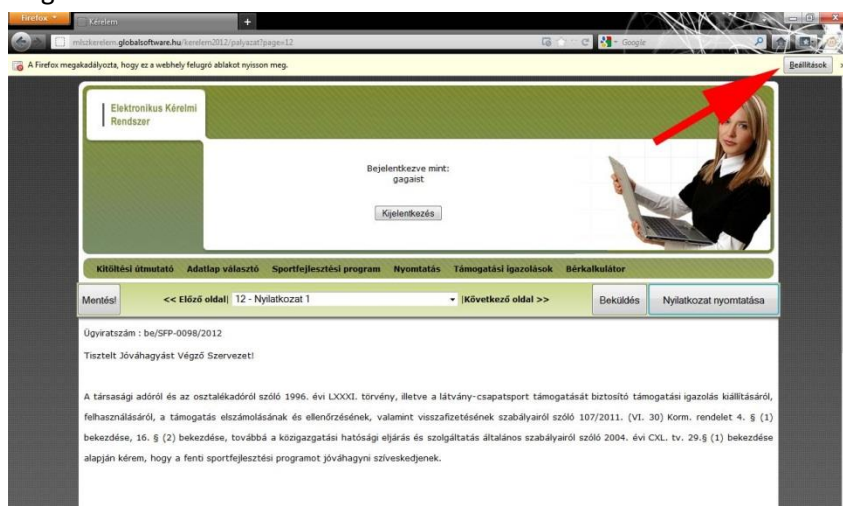 Firefox
Kérelem
mlszkerelem.globalsoftware.hu/kerelem2012/palyazat?page=12
Google
A Firefox megakadályozta, hogy ez a webhely felugró ablakot nyisson meg.
Beállítások
Elektronikus Kérelmi
Rendszer
Bejelentkezve mint:
gagaist
Kijelentkezés
Kitöltési útmutató Adatlap választó Sportfejlesztési program Nyomtatás Támogatási igazolások Bérkalkulátor
Mentés! << Előző oldal| 12 - Nyilatkozat 1 |Következő oldal >> Beküldés Nyilatkozat nyomtatása
Ügyiratszám : be/SFP-0098/2012
Tisztelt Jóváhagyást Végző Szervezet!
A társasági adóról és az osztalékadóról szóló 1996. évi LXXXI. törvény, illetve a látvány-csapatsport támogatását biztosító támogatási igazolás kiállításáról,
felhasználásáról, a támogatás elszámolásának és ellenőrzésének, valamint visszafizetésének szabályairól szóló 107/2011. (VI. 30) Korm. rendelet 4. § (1)
bekezdése, 16. § (2) bekezdése, továbbá a közigazgatási hatósági eljárás és szolgáltatás általános szabályairól szóló 2004. évi CXL. tv. 29.§ (1) bekezdése
alapján kérem, hogy a fenti sportfejlesztési programot jóváhagyni szíveskedjenek.